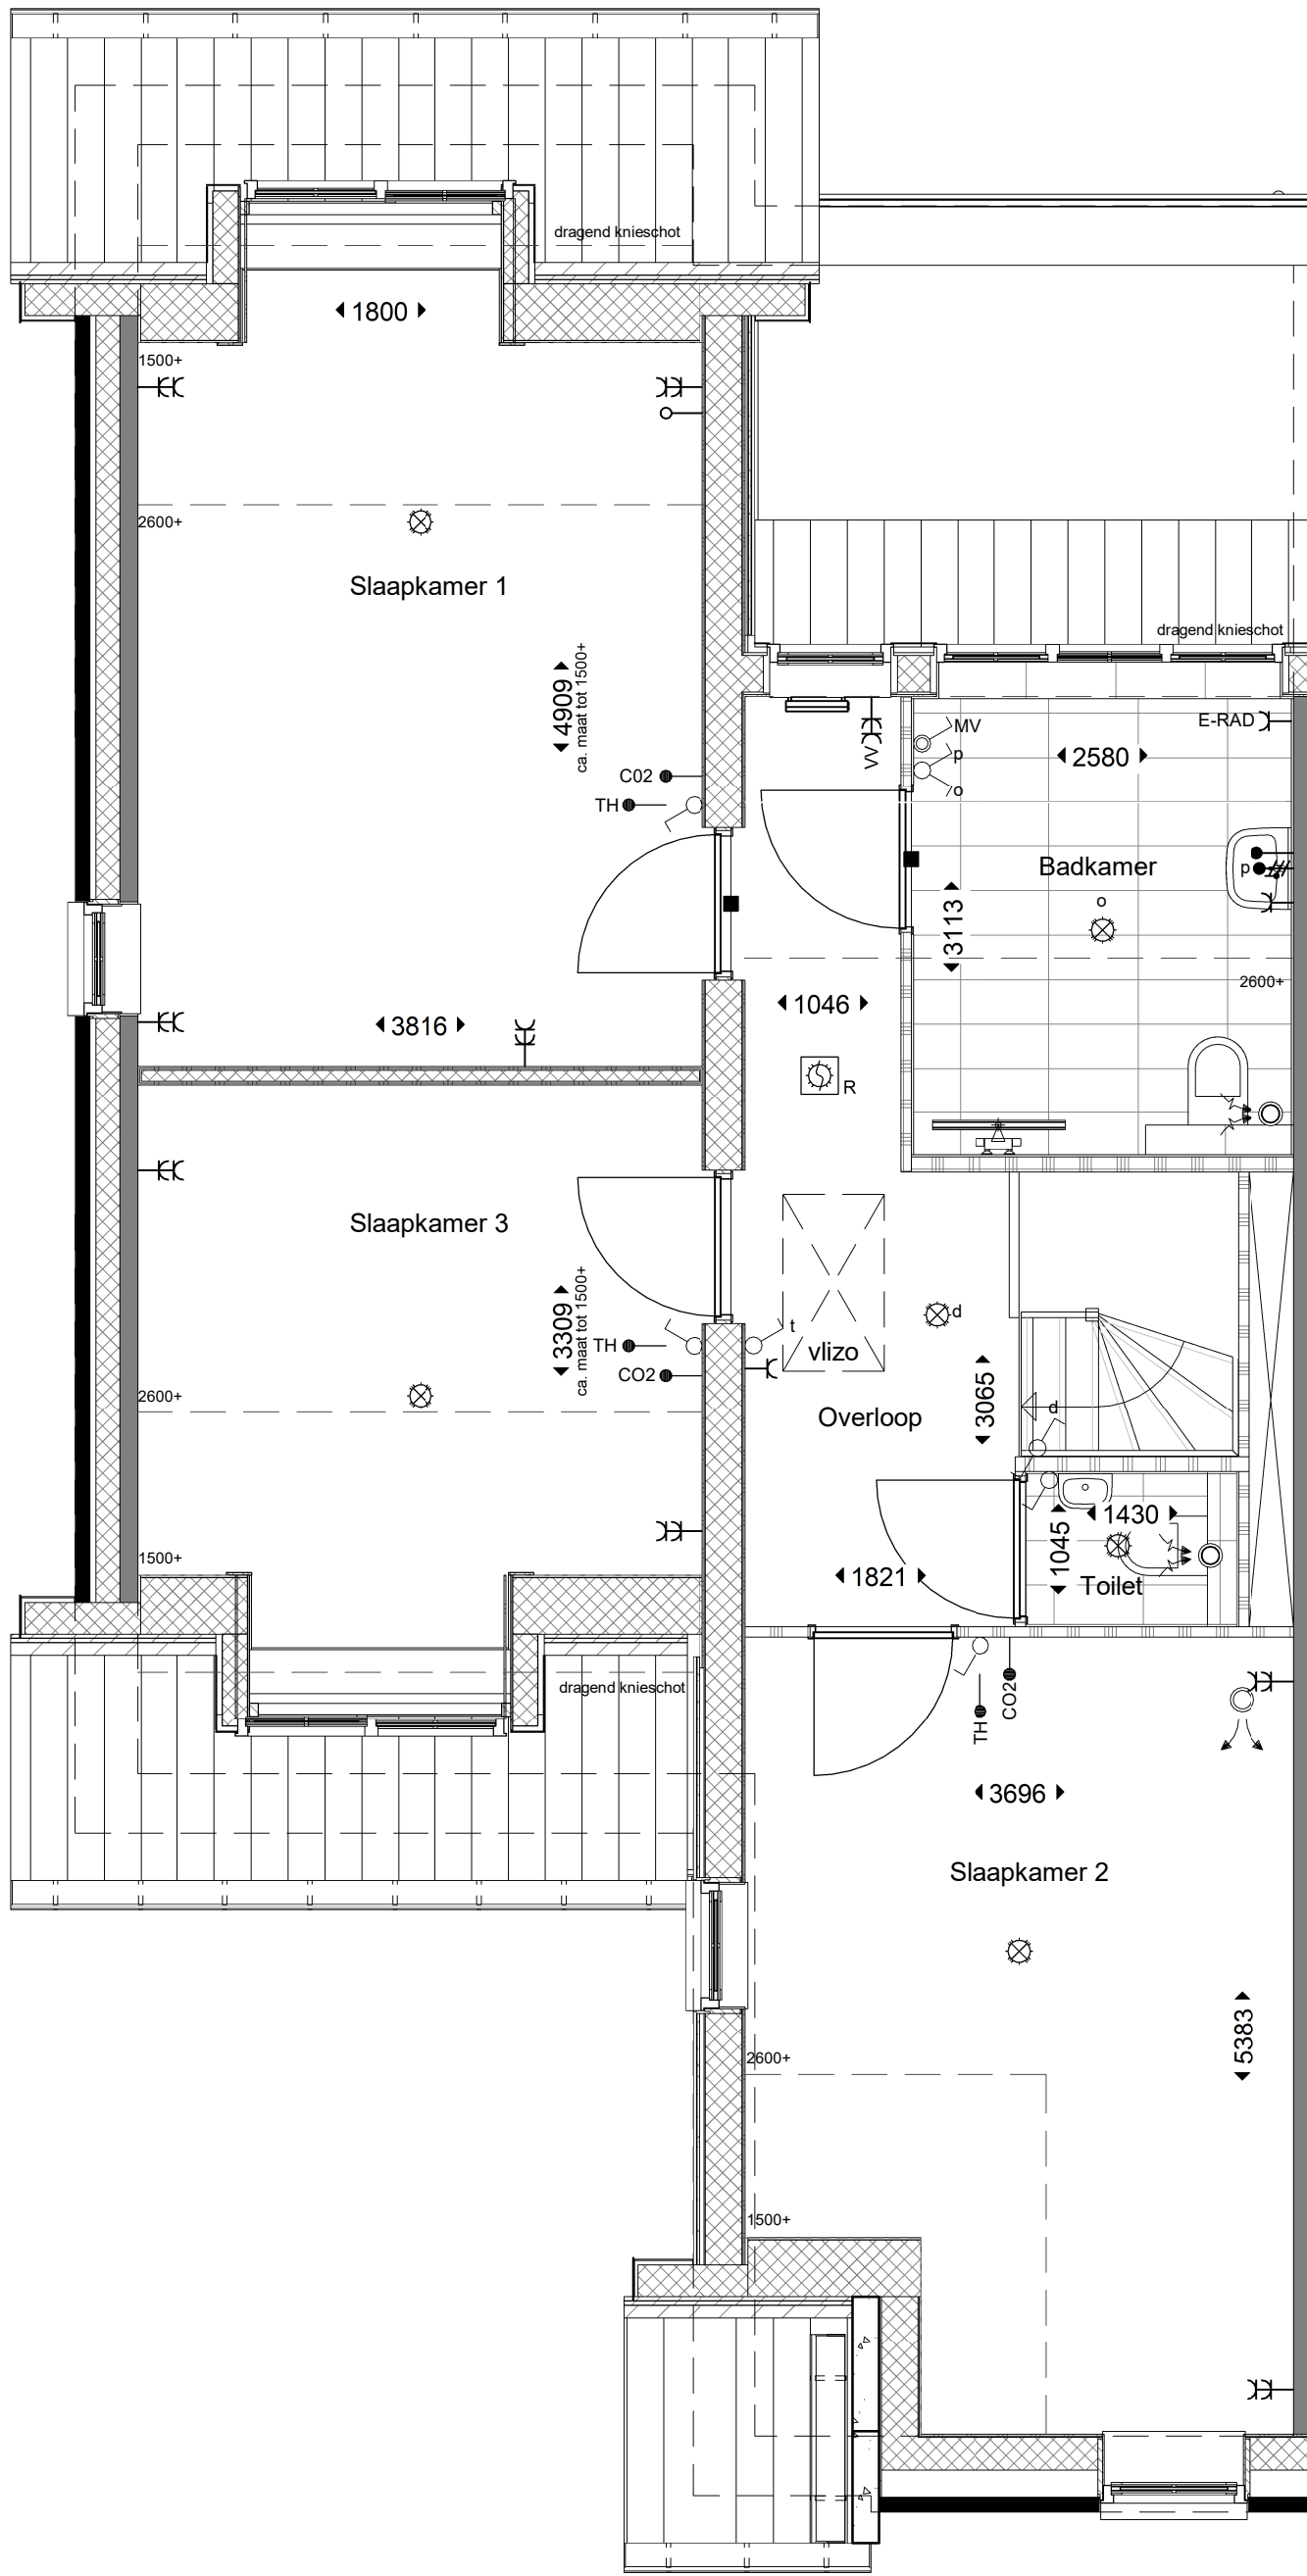 dragend knieschot
1800
1500+
2600+
Slaapkamer 1
dragend knieschot
4909
ca. maat tot 1500+
C02
TH
VV
MV
p
o
E-RAD
2580
Badkamer
p
o
3113
2600+
3816
1046
R
Slaapkamer 3
3309
ca. maat tot 1500+
TH
CO2
t
vlizo
d
2600+
Overloop
3065
d
1500+
1821
1045
1430
Toilet
dragend knieschot
TH
CO2
3696
Slaapkamer 2
5383
2600+
1500+